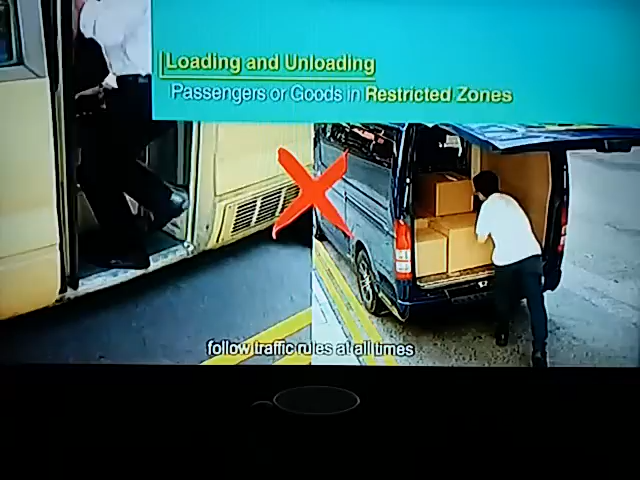 Loading and Unloading
Passengers or Goods in Restricted Zones
follow traffic rules at all times